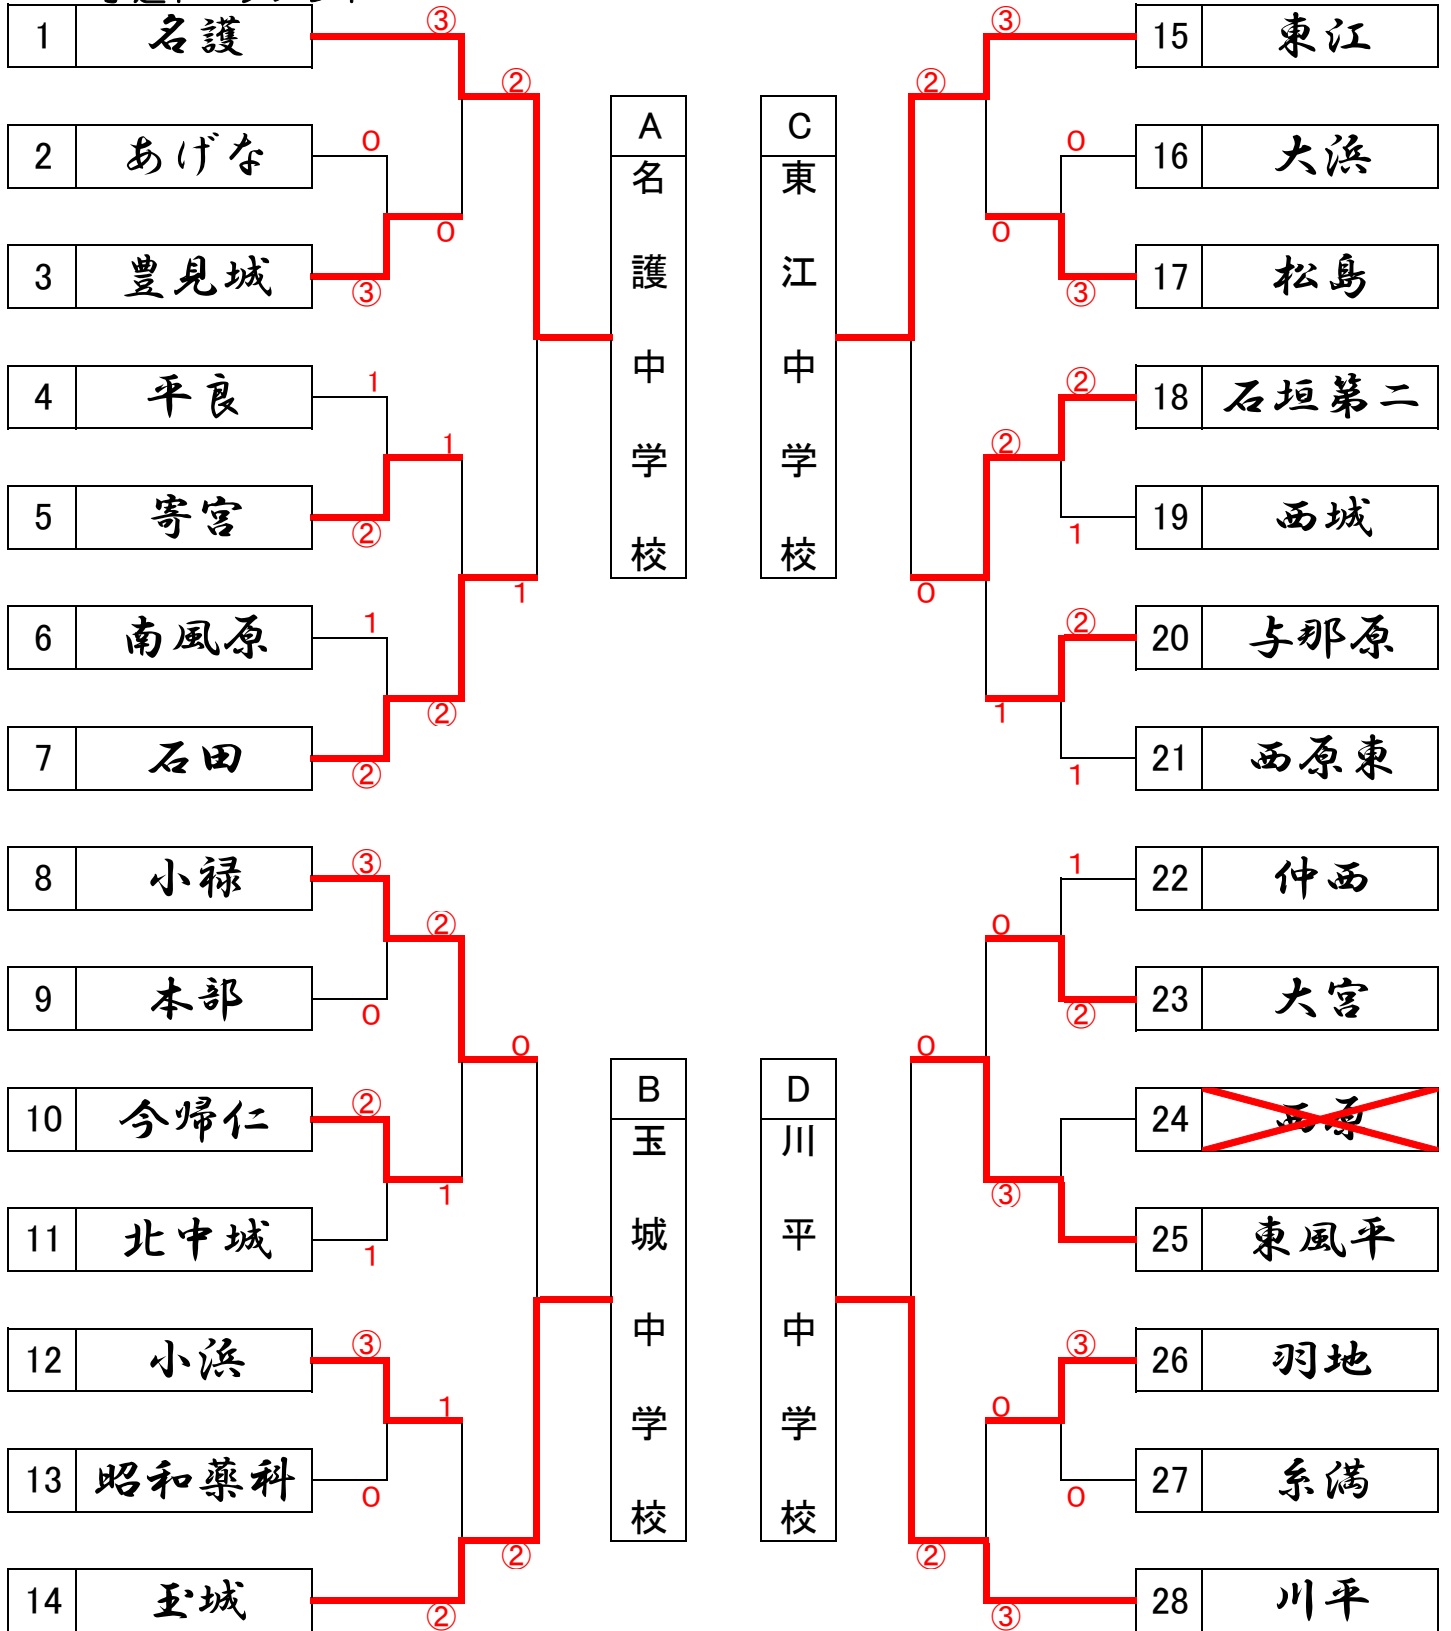 1 名護
2 あげな
3 豊見城
4 平良
5 寄宮
6 南風原
7 石田
8 小禄
9 本部
10 今帰仁
11 北中城
12 小浜
13 昭和薬科
14 玉城
③
②
0
0
③
1
1
②
1
1
②
②
③
②
0
0
②
1
1
③
1
0
②
②
A
名護中学校
B
玉城中学校
C
東江中学校
D
川平中学校
③
②
0
0
③
②
②
1
0
②
1
1
1
0
②
0
③
③
0
0
②
③
15 東江
16 大浜
17 松島
18 石垣第二
19 西城
20 与那原
21 西原東
22 仲西
23 大宮
24 西原
25 東風平
26 羽地
27 糸満
28 川平